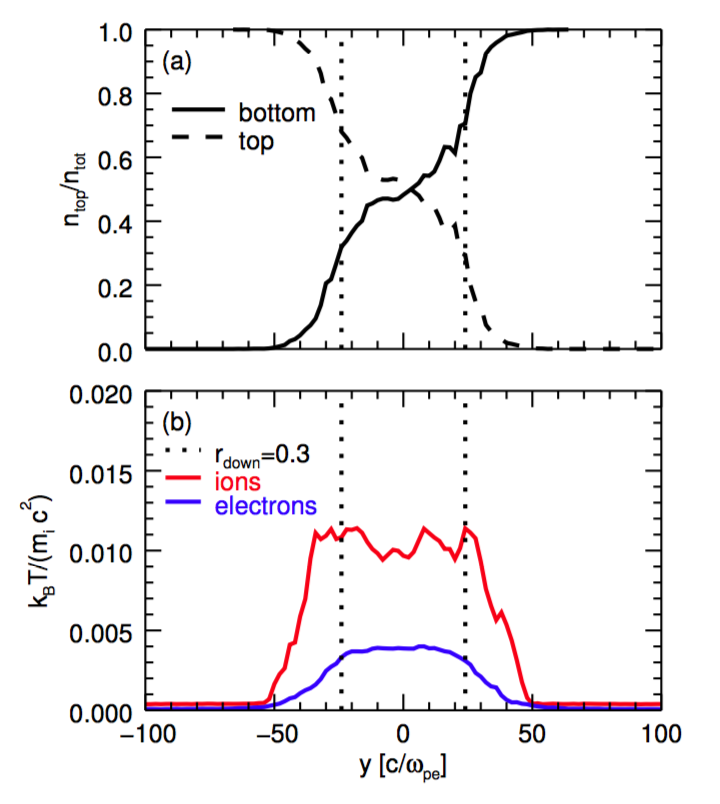 1.0
(a)
0.8
bottom
top
0.6
n_top/n_tot
0.4
0.2
0.0
0.020
(b)
r_down=0.3
0.015
ions
electrons
k_BT/(m_i c^2)
0.010
0.005
0.000
−100 −50 0 50 100
y [c/ω_pe]